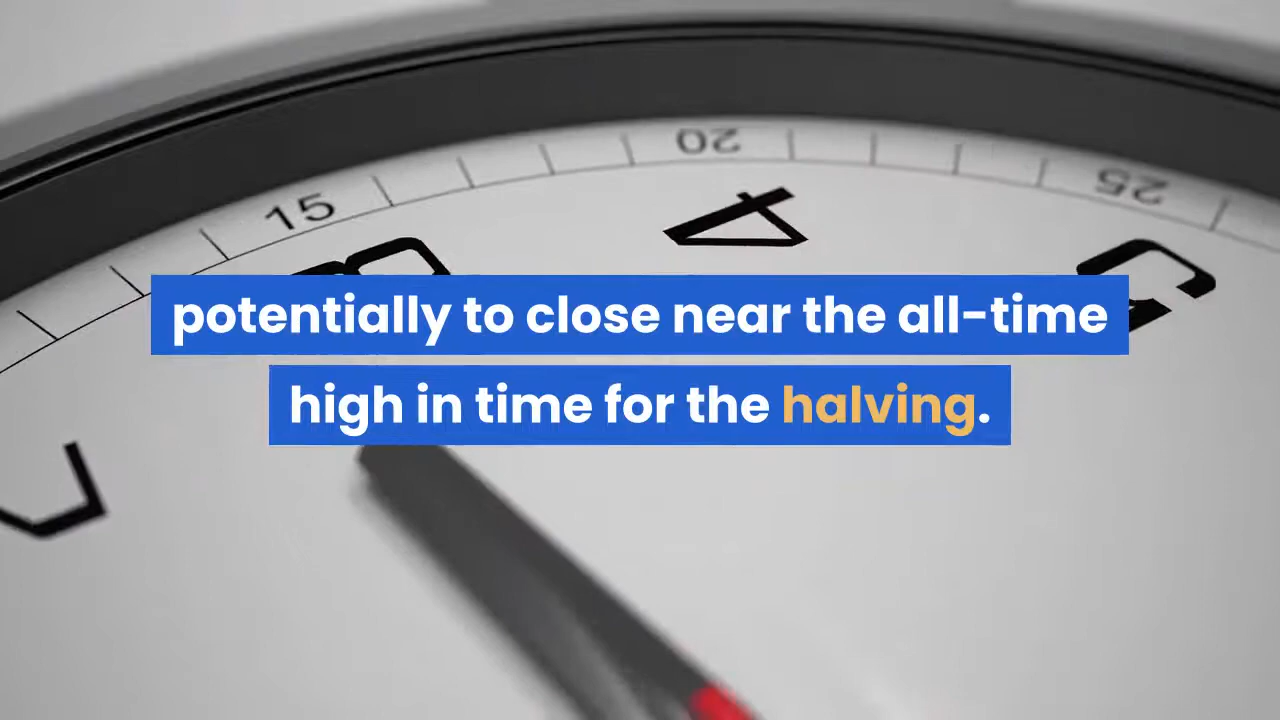 20
25
15
4
potentially to close near the all-time
high in time for the halving.